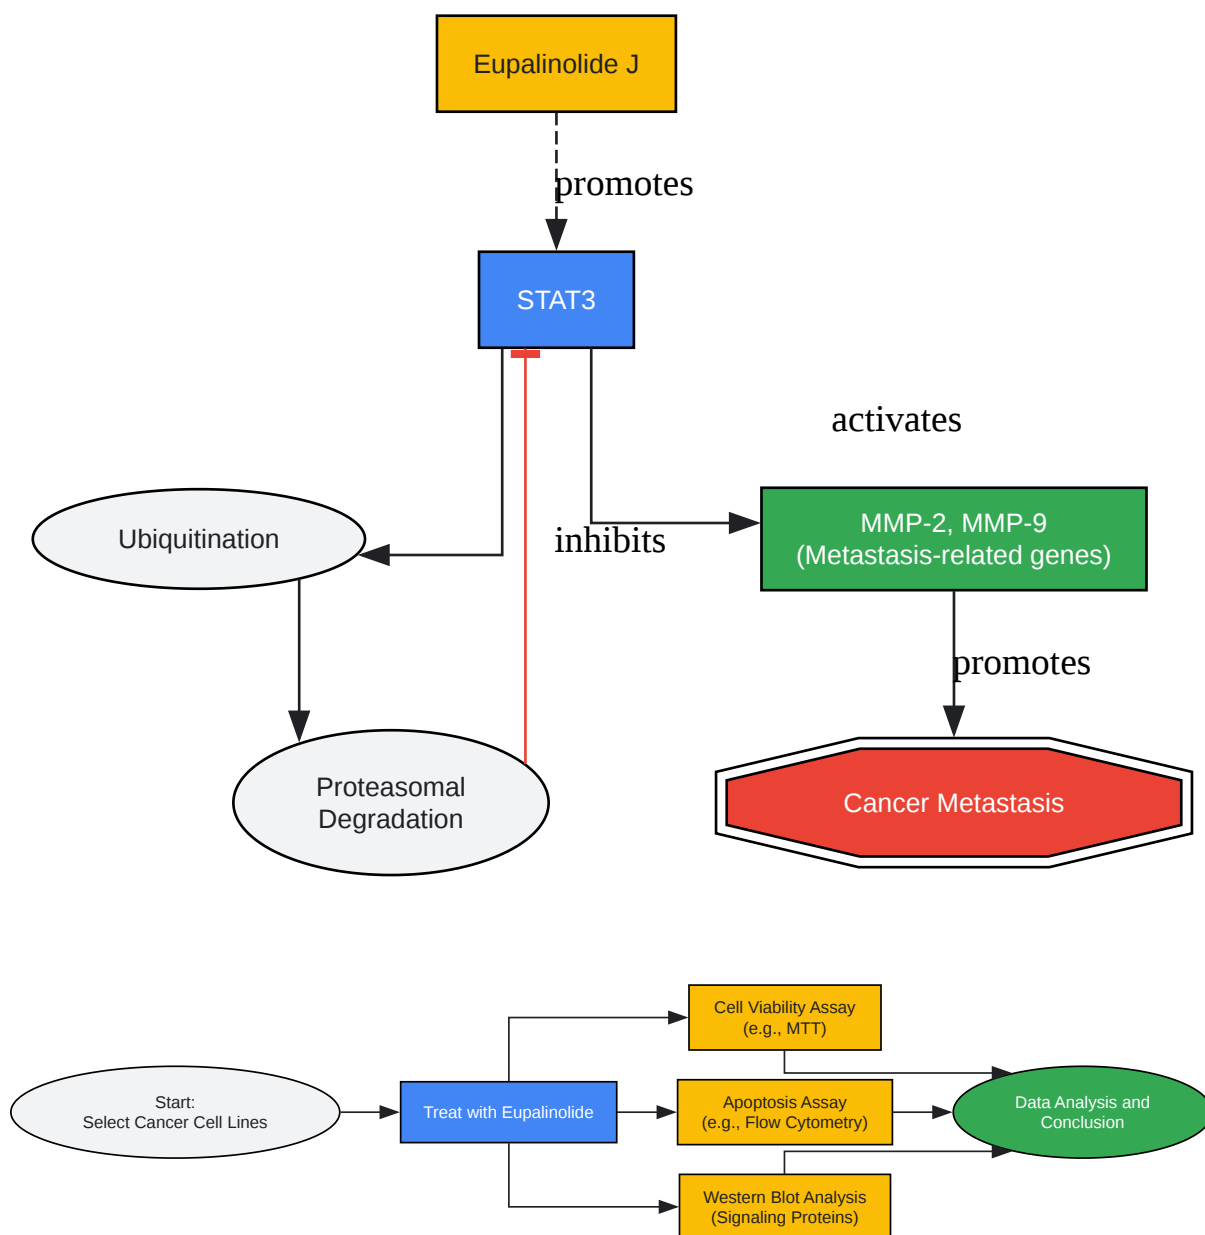 Eupalinolide J
promotes
STAT3
activates
Ubiquitination
inhibits
MMP-2, MMP-9
(Metastasis-related genes)
promotes
Proteasomal
Degradation
Cancer Metastasis
Cell Viability Assay
(e.g., MTT)
Start:
Select Cancer Cell Lines
Treat with Eupalinolide
Apoptosis Assay
(e.g., Flow Cytometry)
Data Analysis and
Conclusion
Western Blot Analysis
(Signaling Proteins)